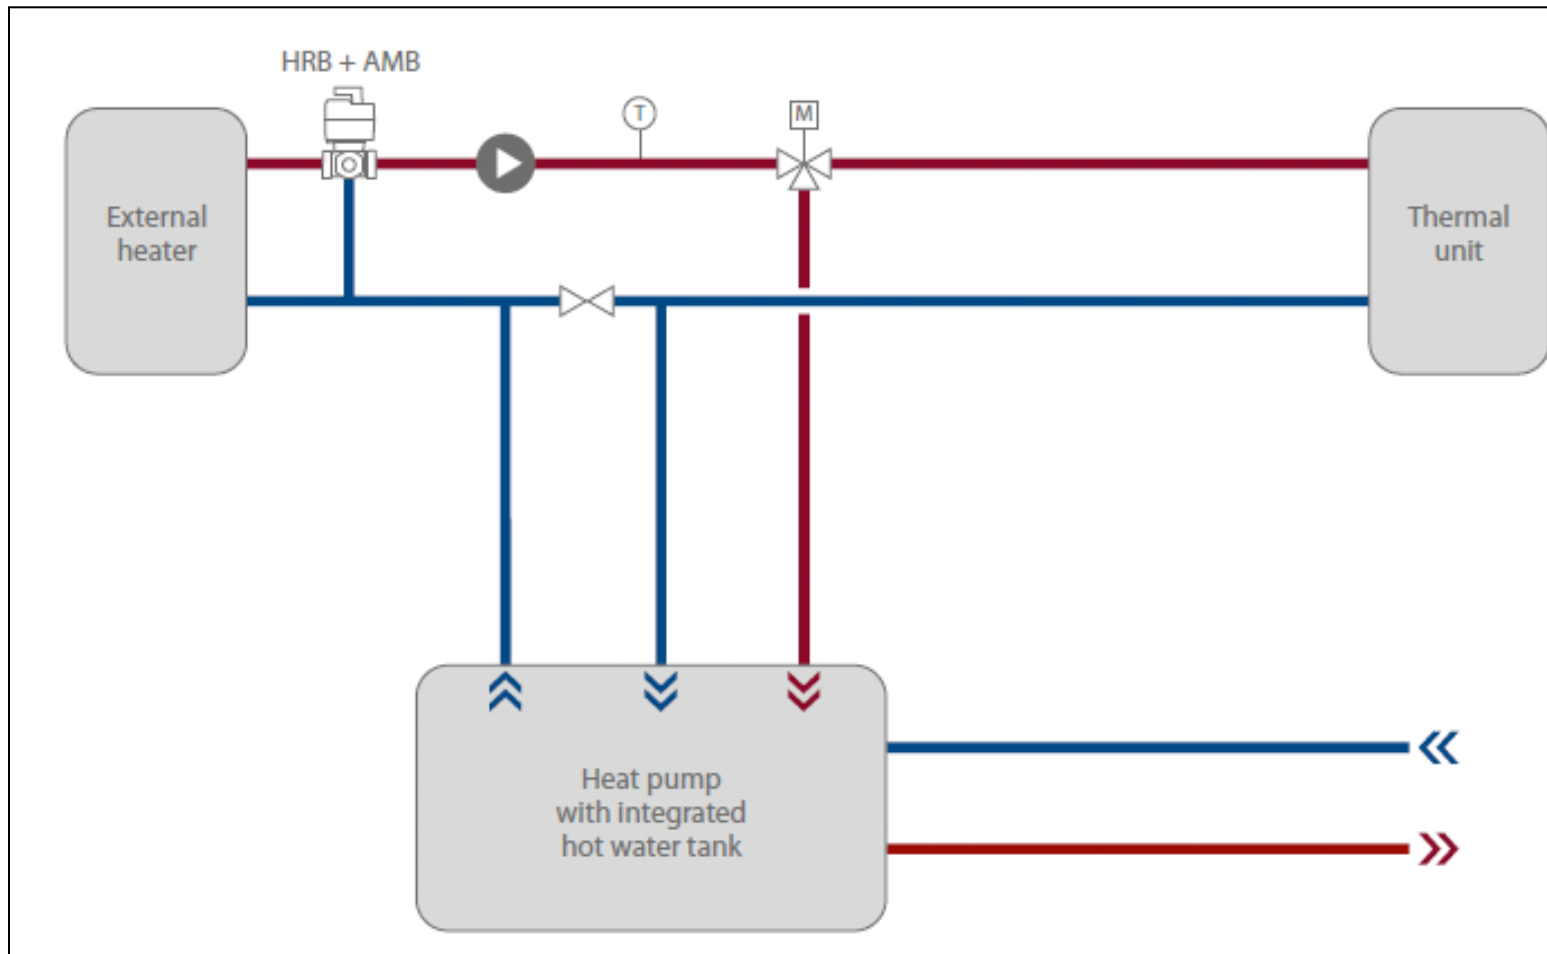 HRB + AMB
T
M
External
heater
Thermal
unit
Heat pump
with integrated
hot water tank